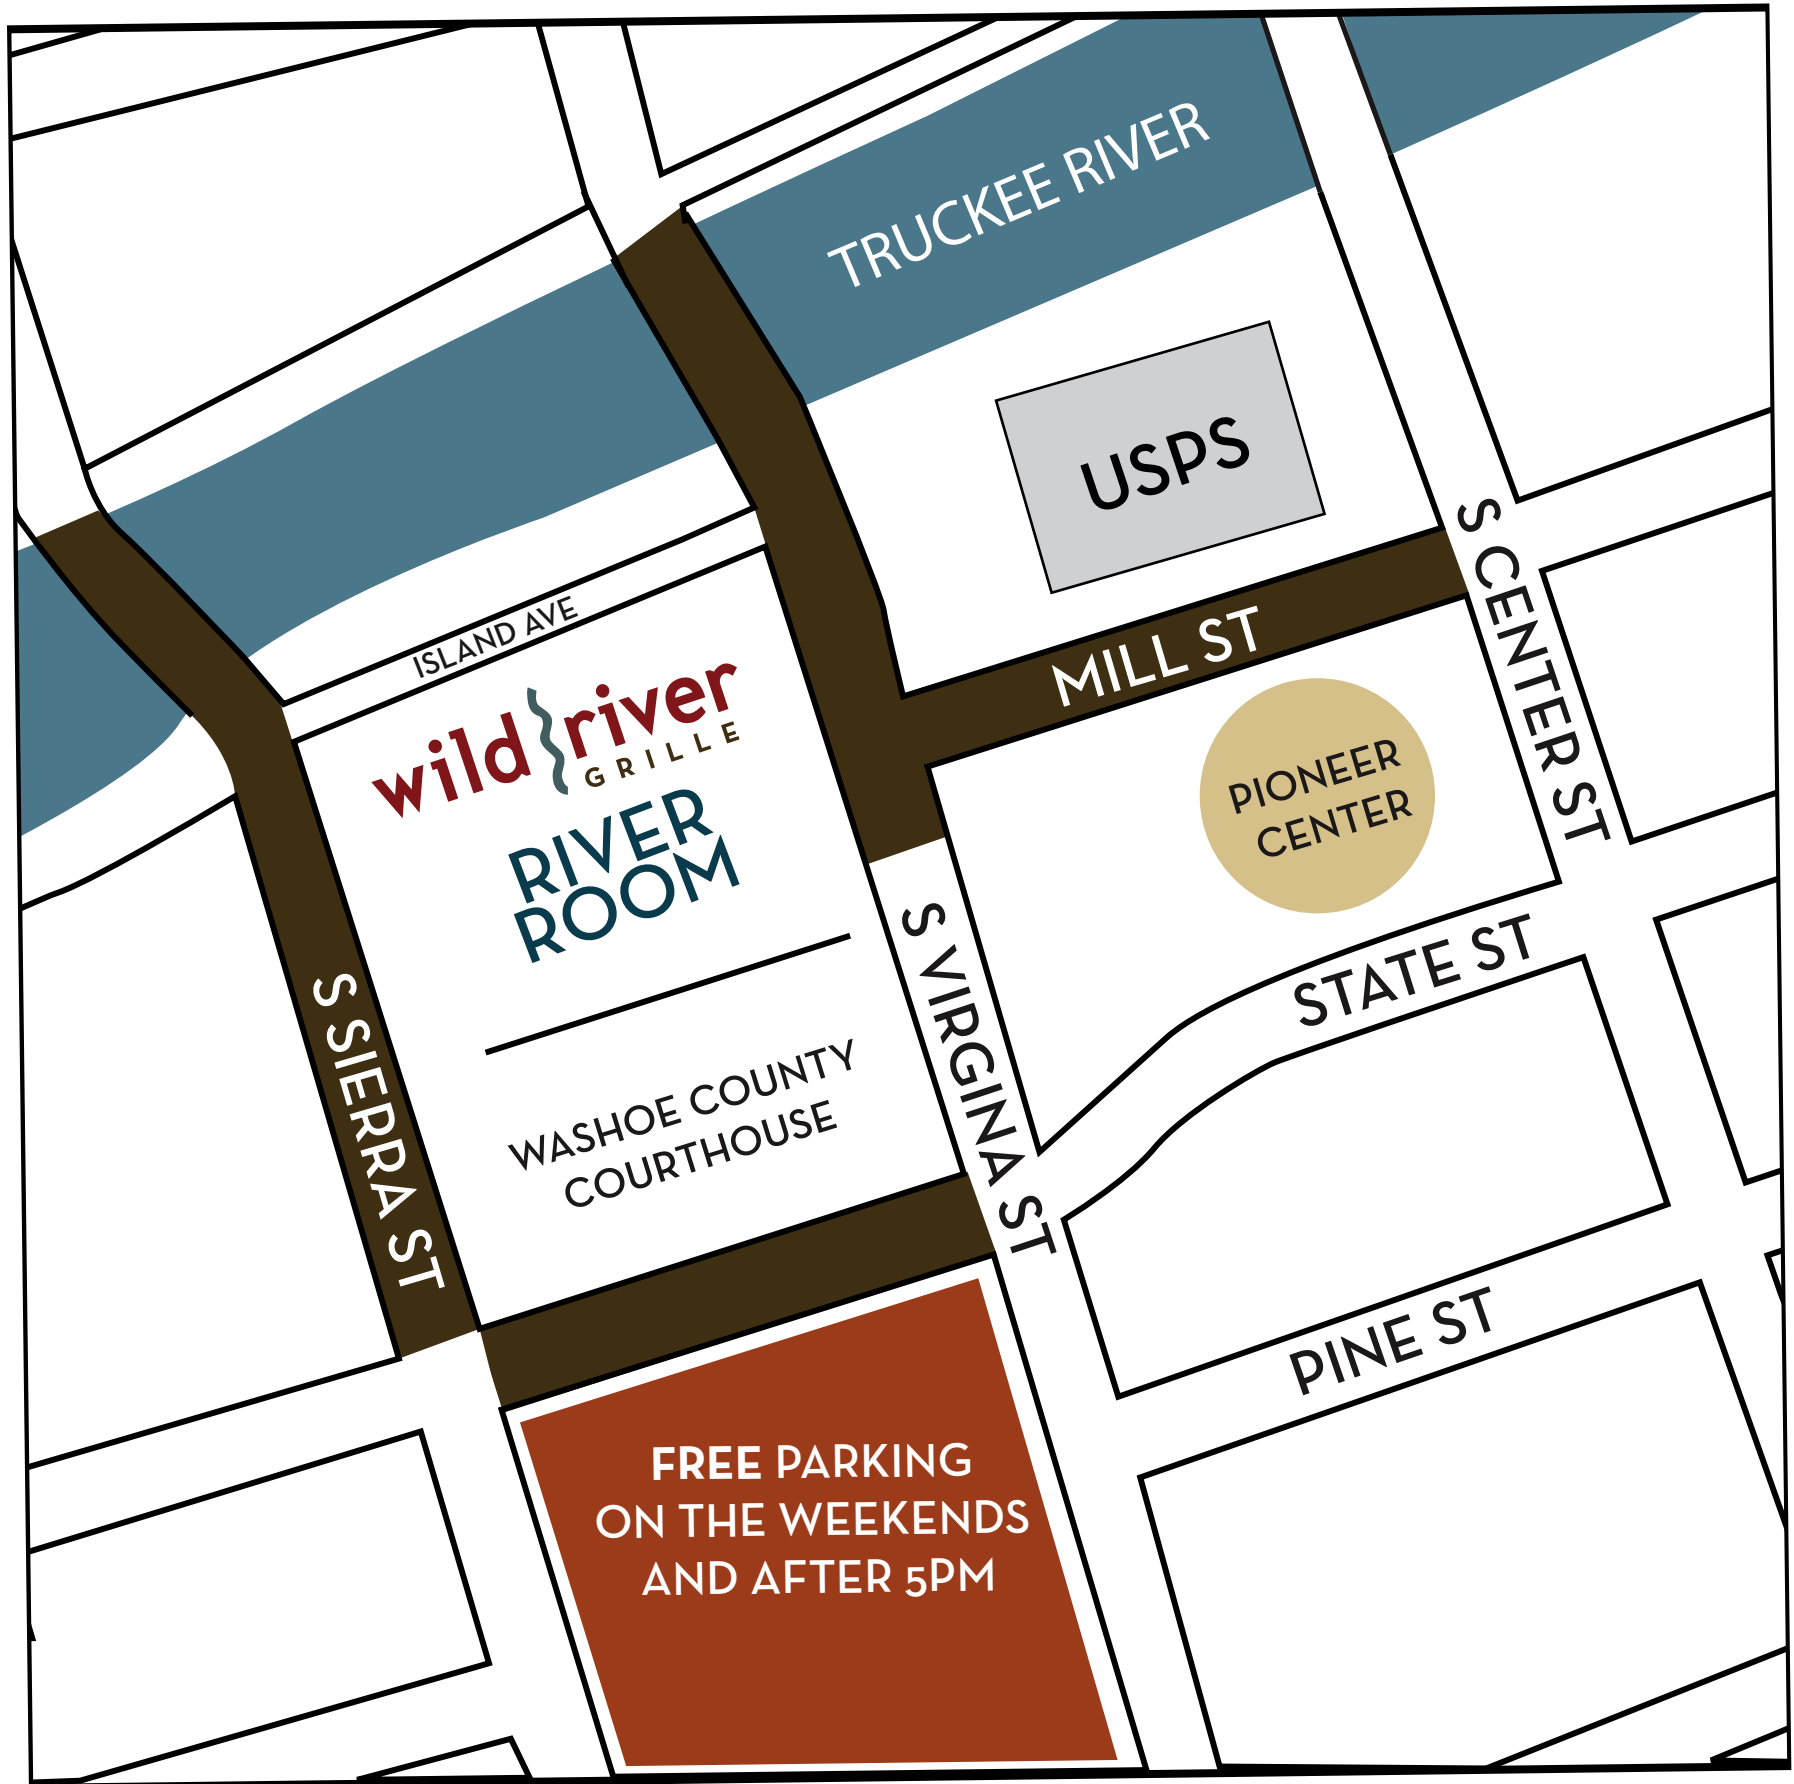 TRUCKEE RIVER
USPS
S CENTER ST
ISLAND AVE
MILL ST
wild river
GRILLE
RIVER
ROOM
PIONEER
CENTER
S VIRGINA ST
STATE ST
S SIERRA ST
WASHOE COUNTY
COURTHOUSE
PINE ST
FREE PARKING
ON THE WEEKENDS
AND AFTER 5PM